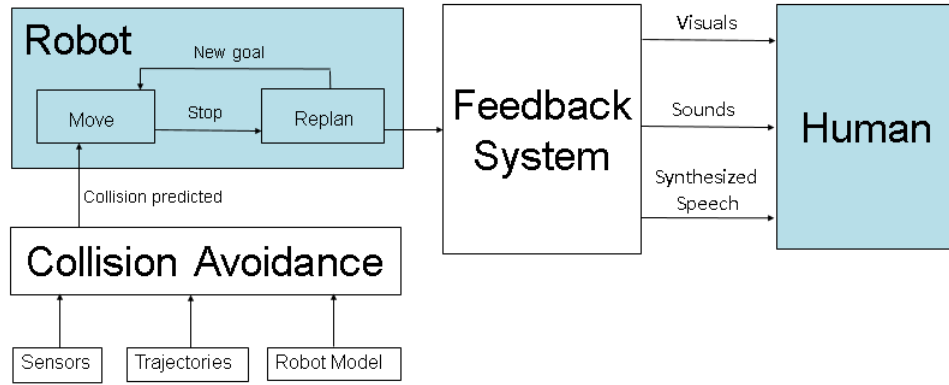 Robot
New goal
Move
Stop
Replan
Collision predicted
Collision Avoidance
Sensors
Trajectories
Robot Model
Feedback
System
Visuals
Sounds
Synthesized
Speech
Human